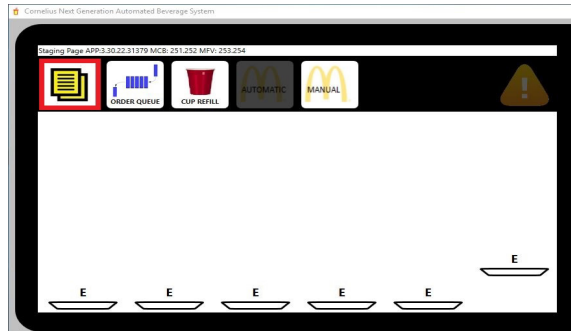 Cornelius Next Generation Automated Beverage System
Staging Page APP:3.30.22.31379 MCB: 251.252 MFV: 253.254
ORDER QUEUE
CUP REFILL
AUTOMATIC
MANUAL
E
E
E
E
E
E